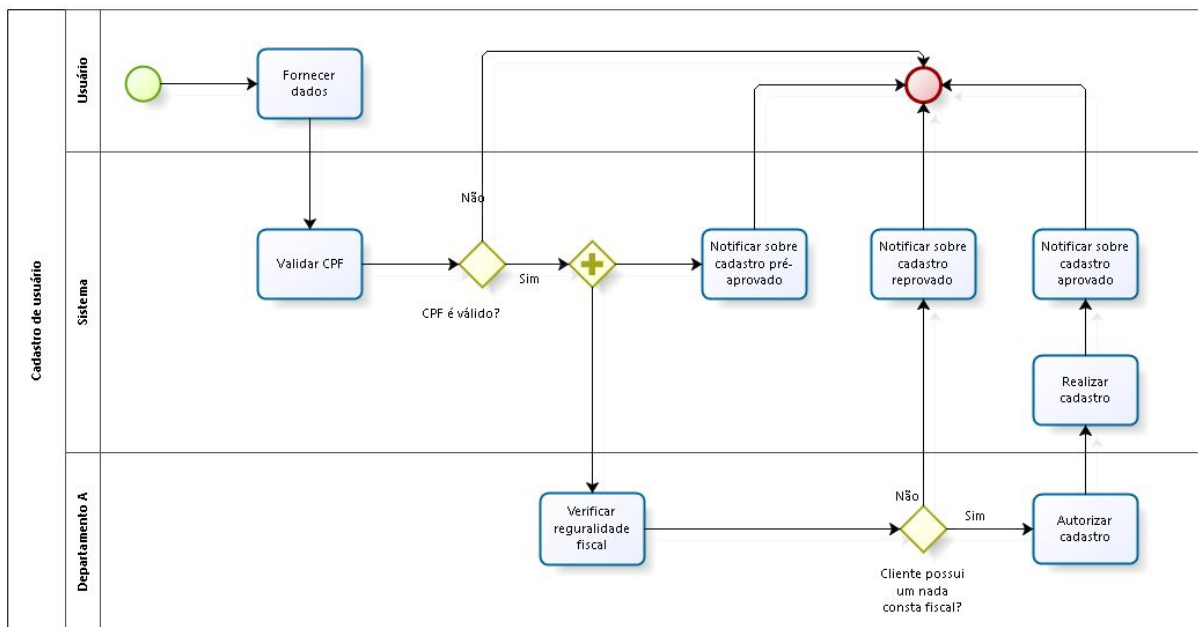 Cadastro de usuário
Usuário
Fornecer
dados
Sistema
Validar CPF
Não
Sim
CPF é válido?
Notificar sobre
cadastro pré-
aprovado
Notificar sobre
cadastro
reprovado
Notificar sobre
cadastro
aprovado
Realizar
cadastro
Departamento A
Verificar
reguralidade
fiscal
Não
Sim
Cliente possui
um nada
consta fiscal?
Autorizar
cadastro